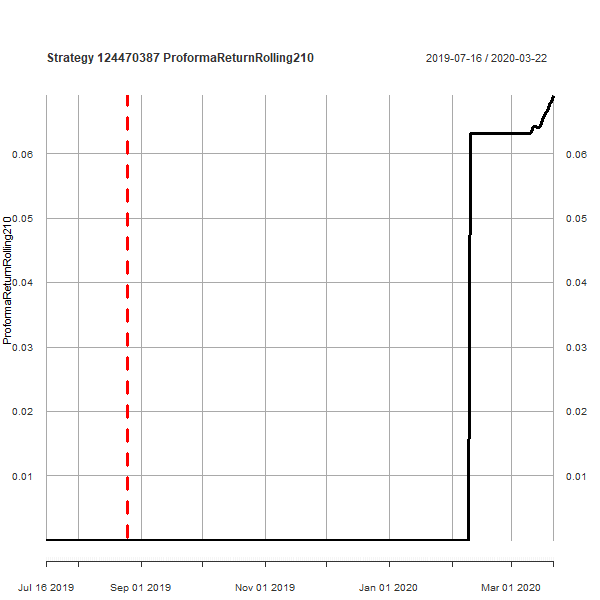 Strategy 124470387 ProformaReturnRolling210
2019-07-16 / 2020-03-22
ProformaReturnRolling210
0.06 0.06
0.05 0.05
0.04 0.04
0.03 0.03
0.02 0.02
0.01 0.01
Jul 16 2019 Sep 01 2019 Nov 01 2019 Jan 01 2020 Mar 01 2020